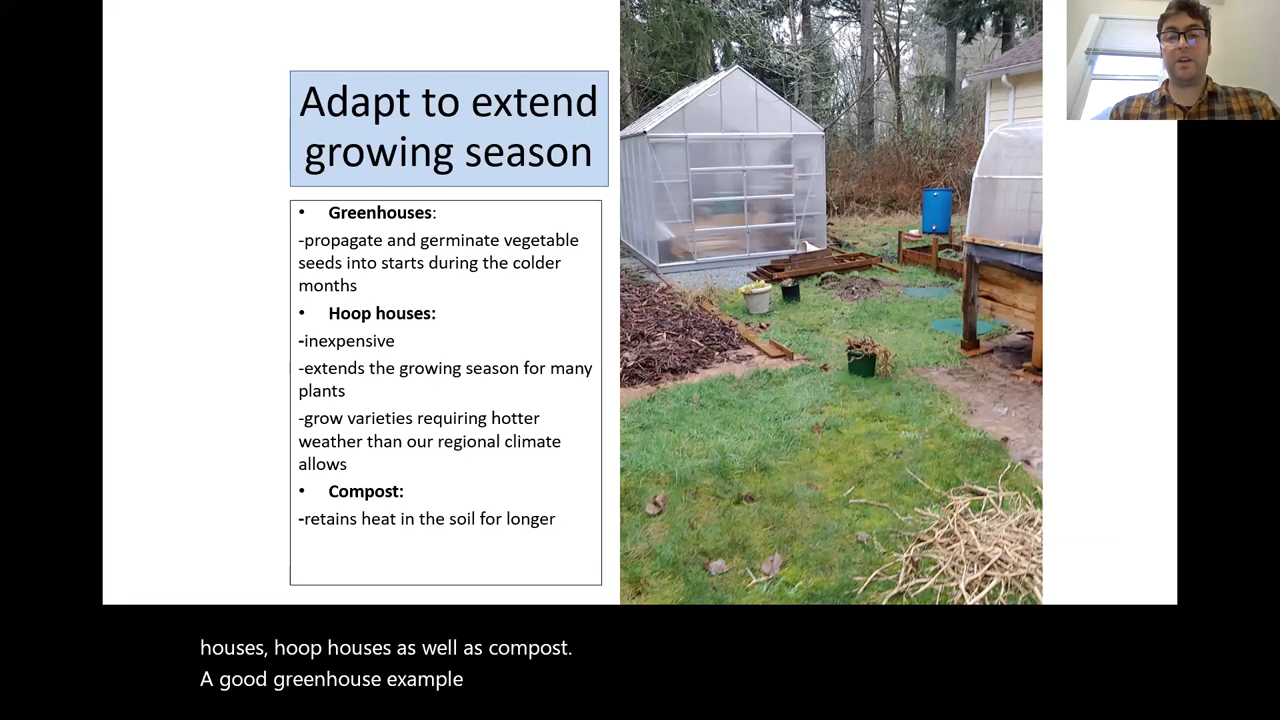 Adapt to extend
growing season
• Greenhouses:
-propagate and germinate vegetable
seeds into starts during the colder
months
• Hoop houses:
-inexpensive
-extends the growing season for many
plants
-grow varieties requiring hotter
weather than our regional climate
allows
• Compost:
-retains heat in the soil for longer
houses, hoop houses as well as compost.
A good greenhouse example